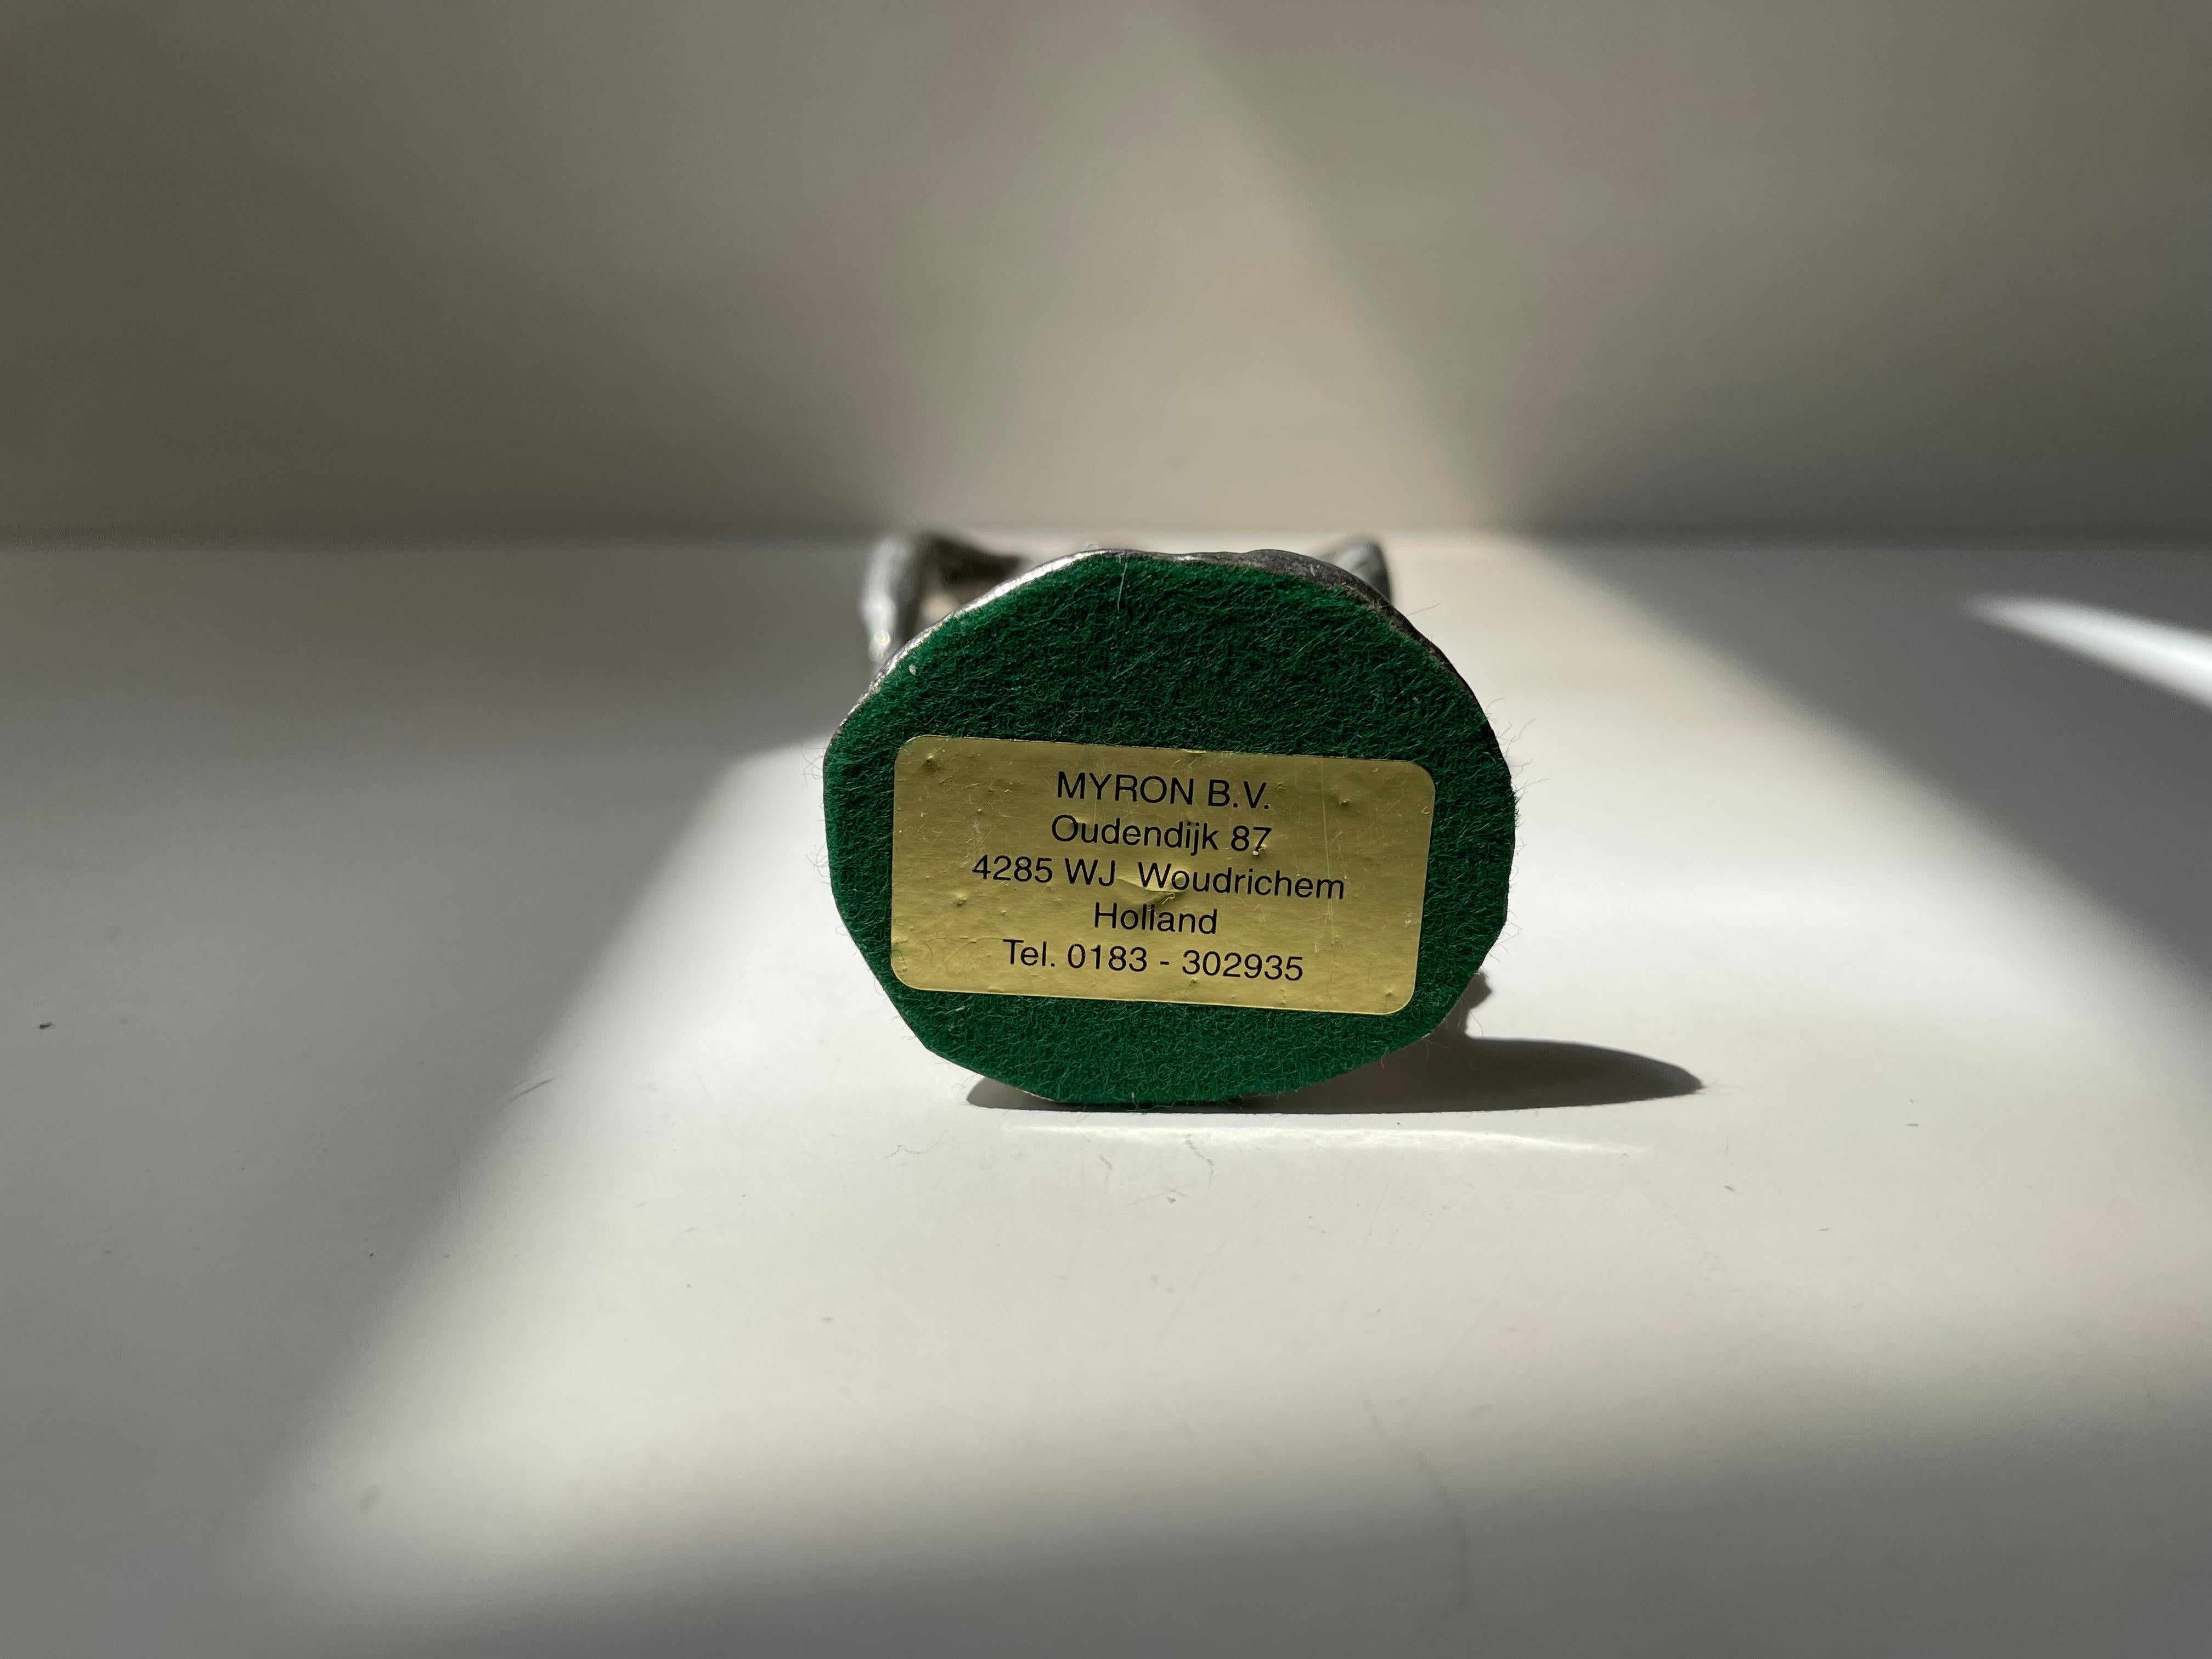 MYRON B.V.
Oudendijk 87
4285 WJ Woudrichem
Holland
Tel. 0183 - 302935